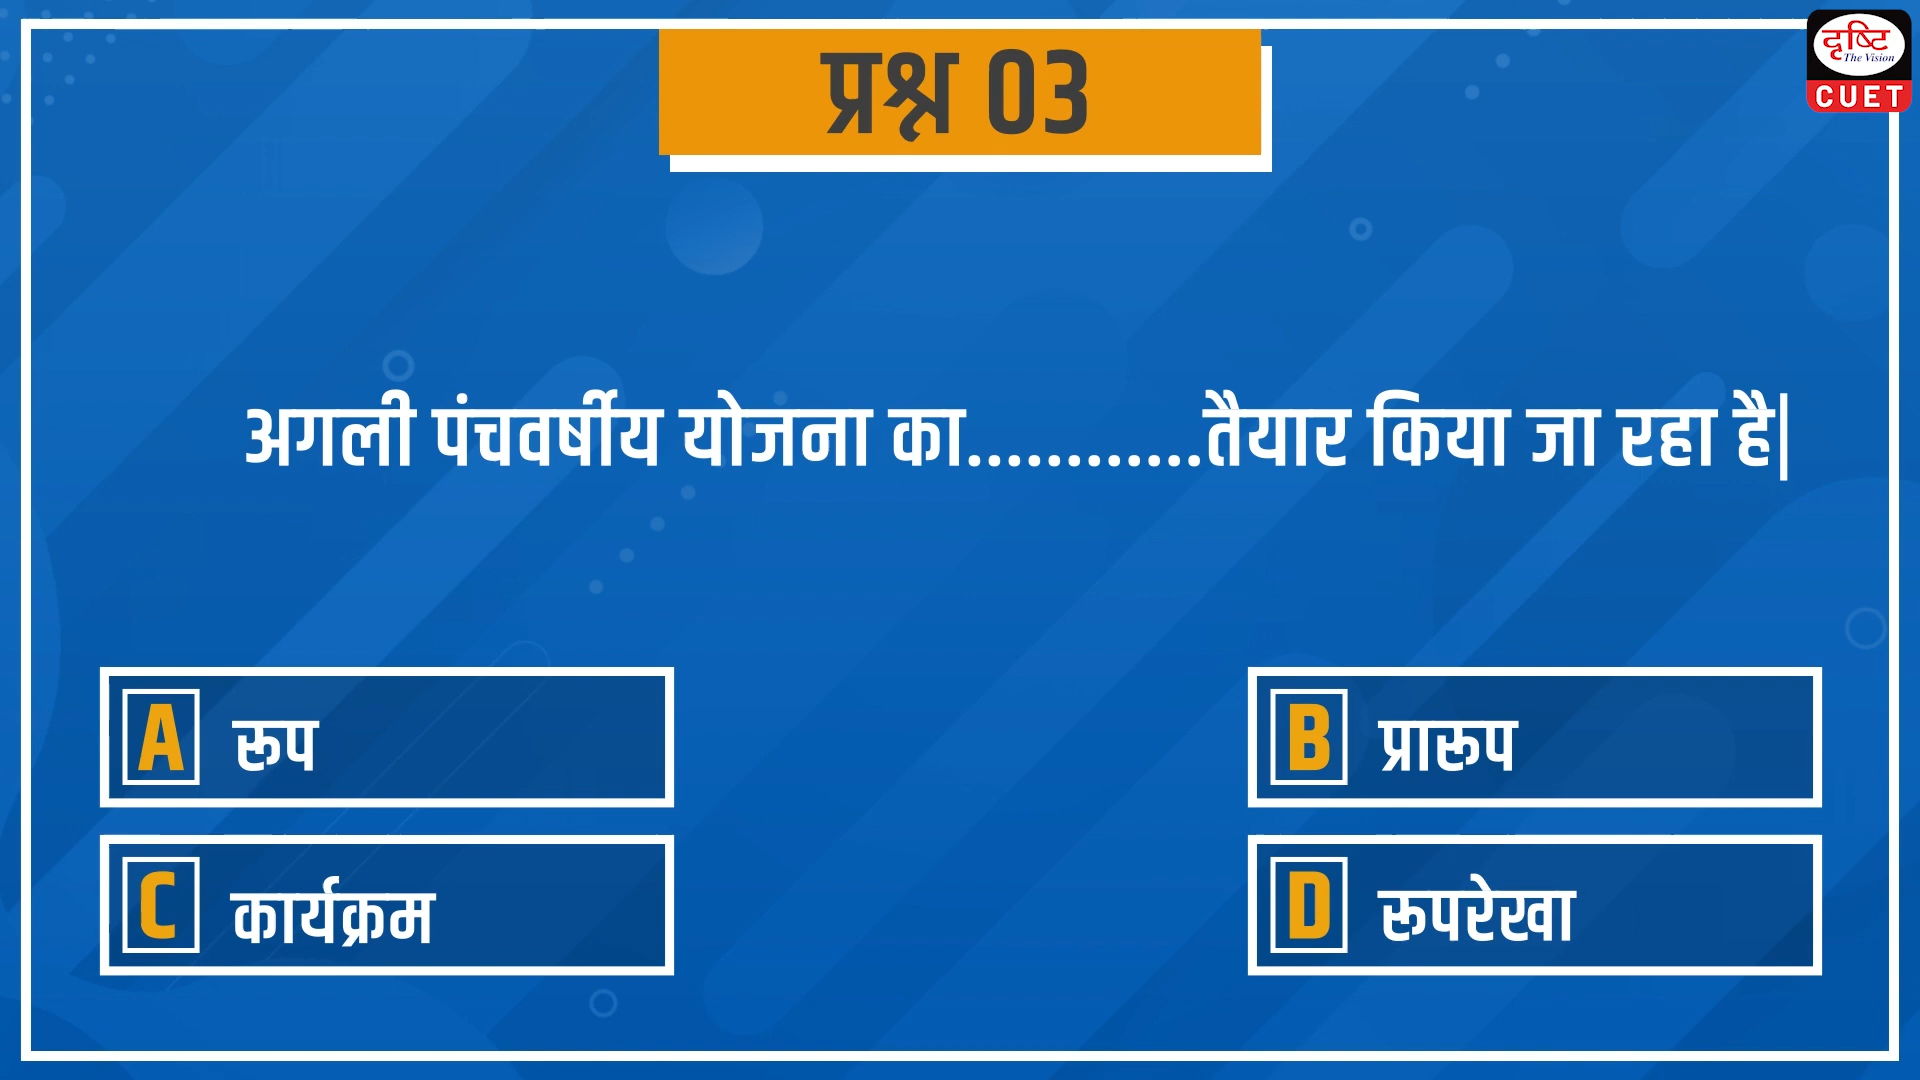 दृष्टि
The Vision
CUET
प्रश्न 03
अगली पंचवर्षीय योजना का............तैयार किया जा रहा है|
A रूप
B प्रारूप
C कार्यक्रम
D रूपरेखा